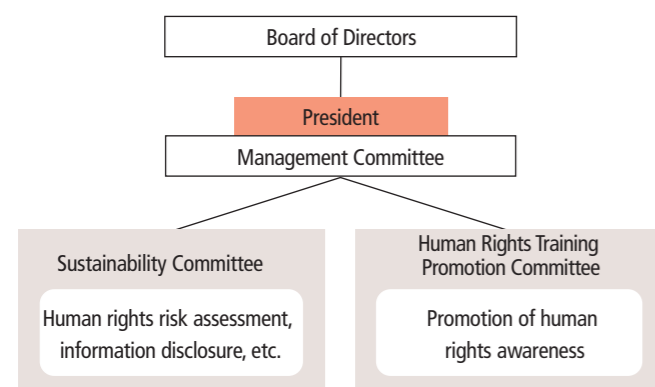 Board of Directors
President
Management Committee
Sustainability Committee
Human rights risk assessment,
information disclosure, etc.
Human Rights Training
Promotion Committee
Promotion of human
rights awareness